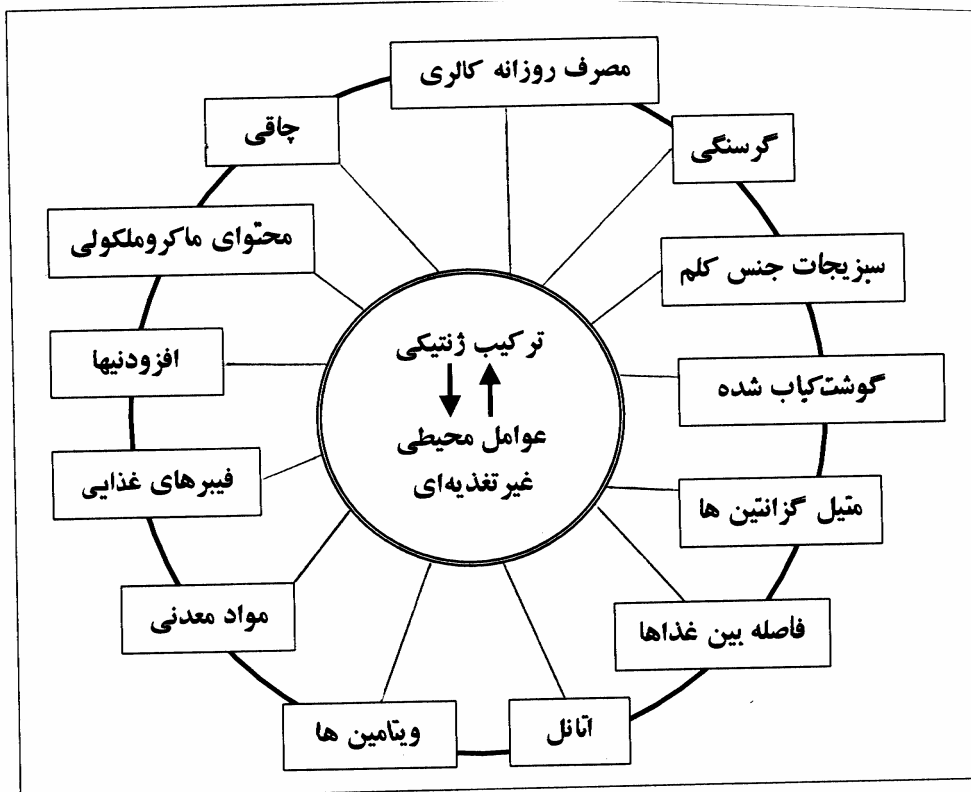 مصرف روزانه کالری
گرسنگی
سبزیجات جنس کلم
گوشت‌کباب شده
متیل گزانتین ها
فاصله بین غذاها
اتانل
ویتامین ها
مواد معدنی
فیبرهای غذایی
افزودنیها
محتوای ماکروملکولی
چاقی
ترکیب ژنتیکی
عوامل محیطی
غیرتغذیه‌ای